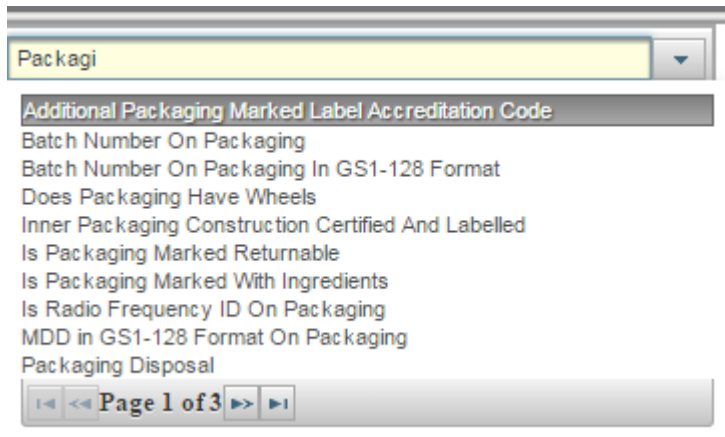 Packagi
Additional Packaging Marked Label Accreditation Code
Batch Number On Packaging
Batch Number On Packaging In GS1-128 Format
Does Packaging Have Wheels
Inner Packaging Construction Certified And Labelled
Is Packaging Marked Returnable
Is Packaging Marked With Ingredients
Is Radio Frequency ID On Packaging
MDD in GS1-128 Format On Packaging
Packaging Disposal
Page 1 of 3